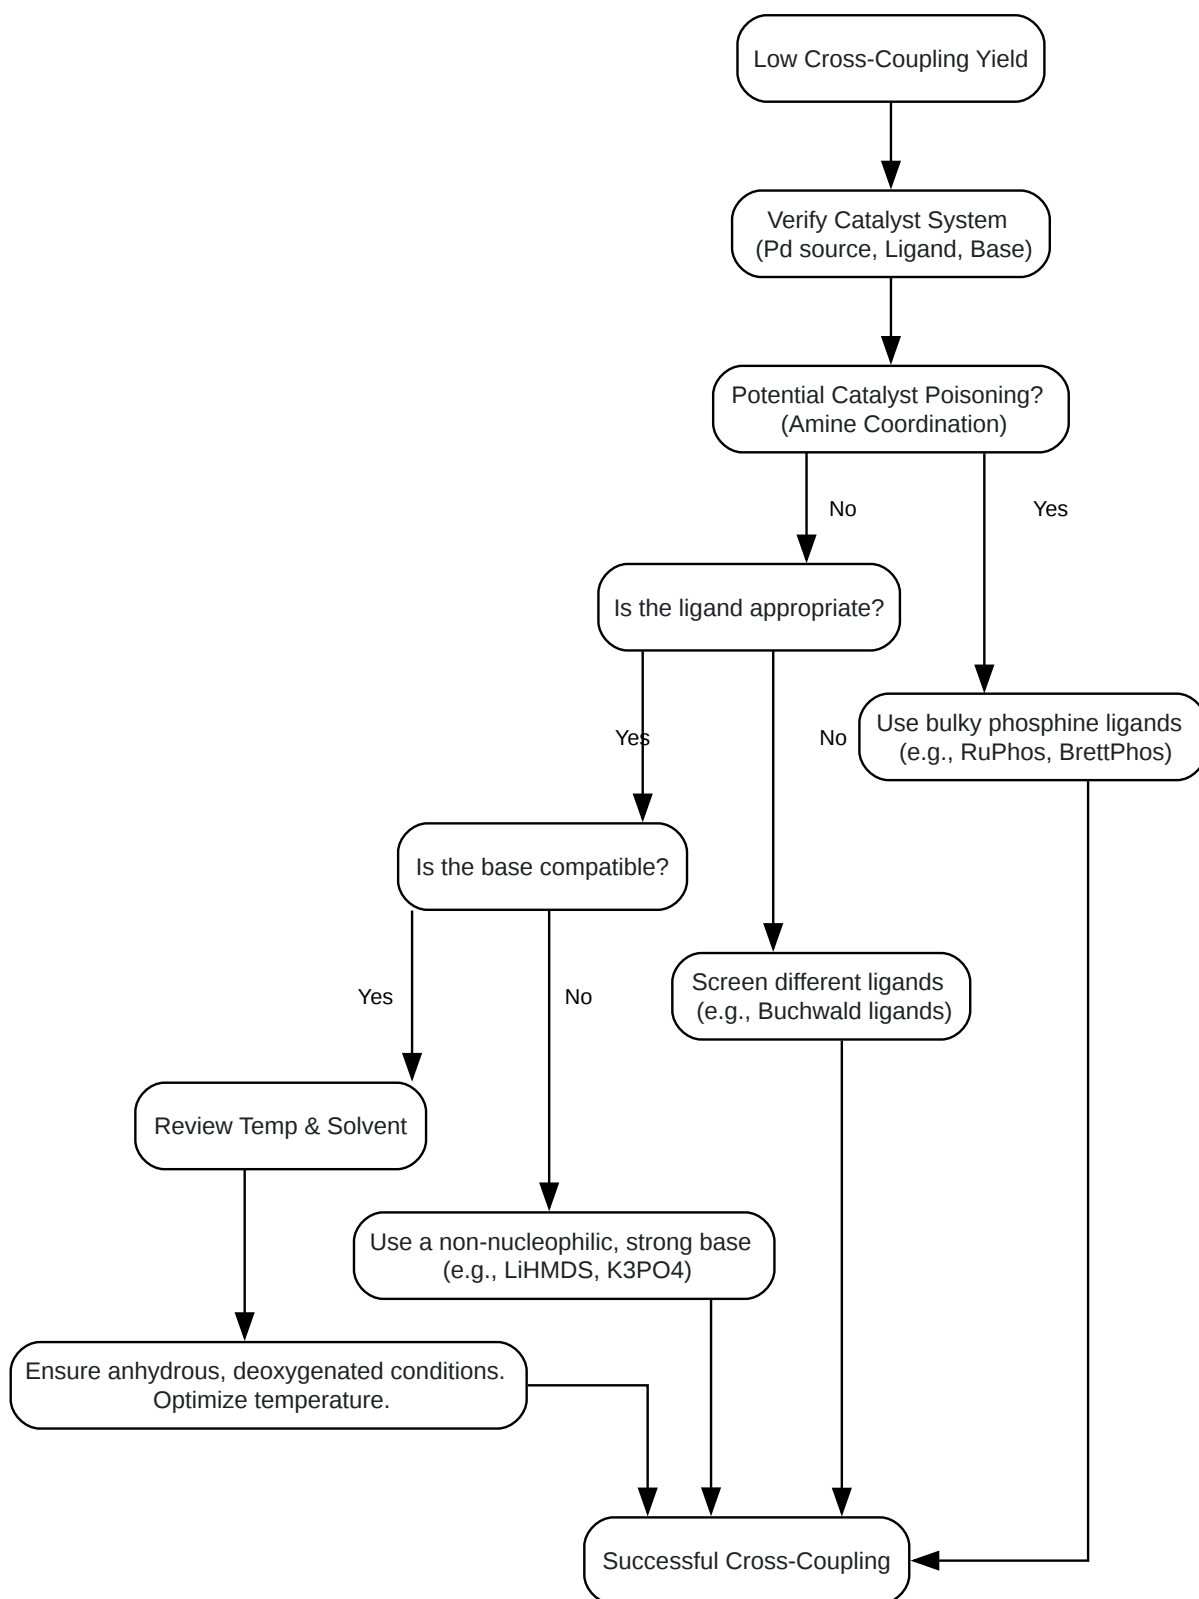 Low Cross-Coupling Yield
Verify Catalyst System
(Pd source, Ligand, Base)
Potential Catalyst Poisoning?
(Amine Coordination)
No
Yes
Is the ligand appropriate?
Yes
No
Use bulky phosphine ligands
(e.g., RuPhos, BrettPhos)
Is the base compatible?
Yes
No
Screen different ligands
(e.g., Buchwald ligands)
Review Temp & Solvent
Use a non-nucleophilic, strong base
(e.g., LiHMDS, K3PO4)
Ensure anhydrous, deoxygenated conditions.
Optimize temperature.
Successful Cross-Coupling